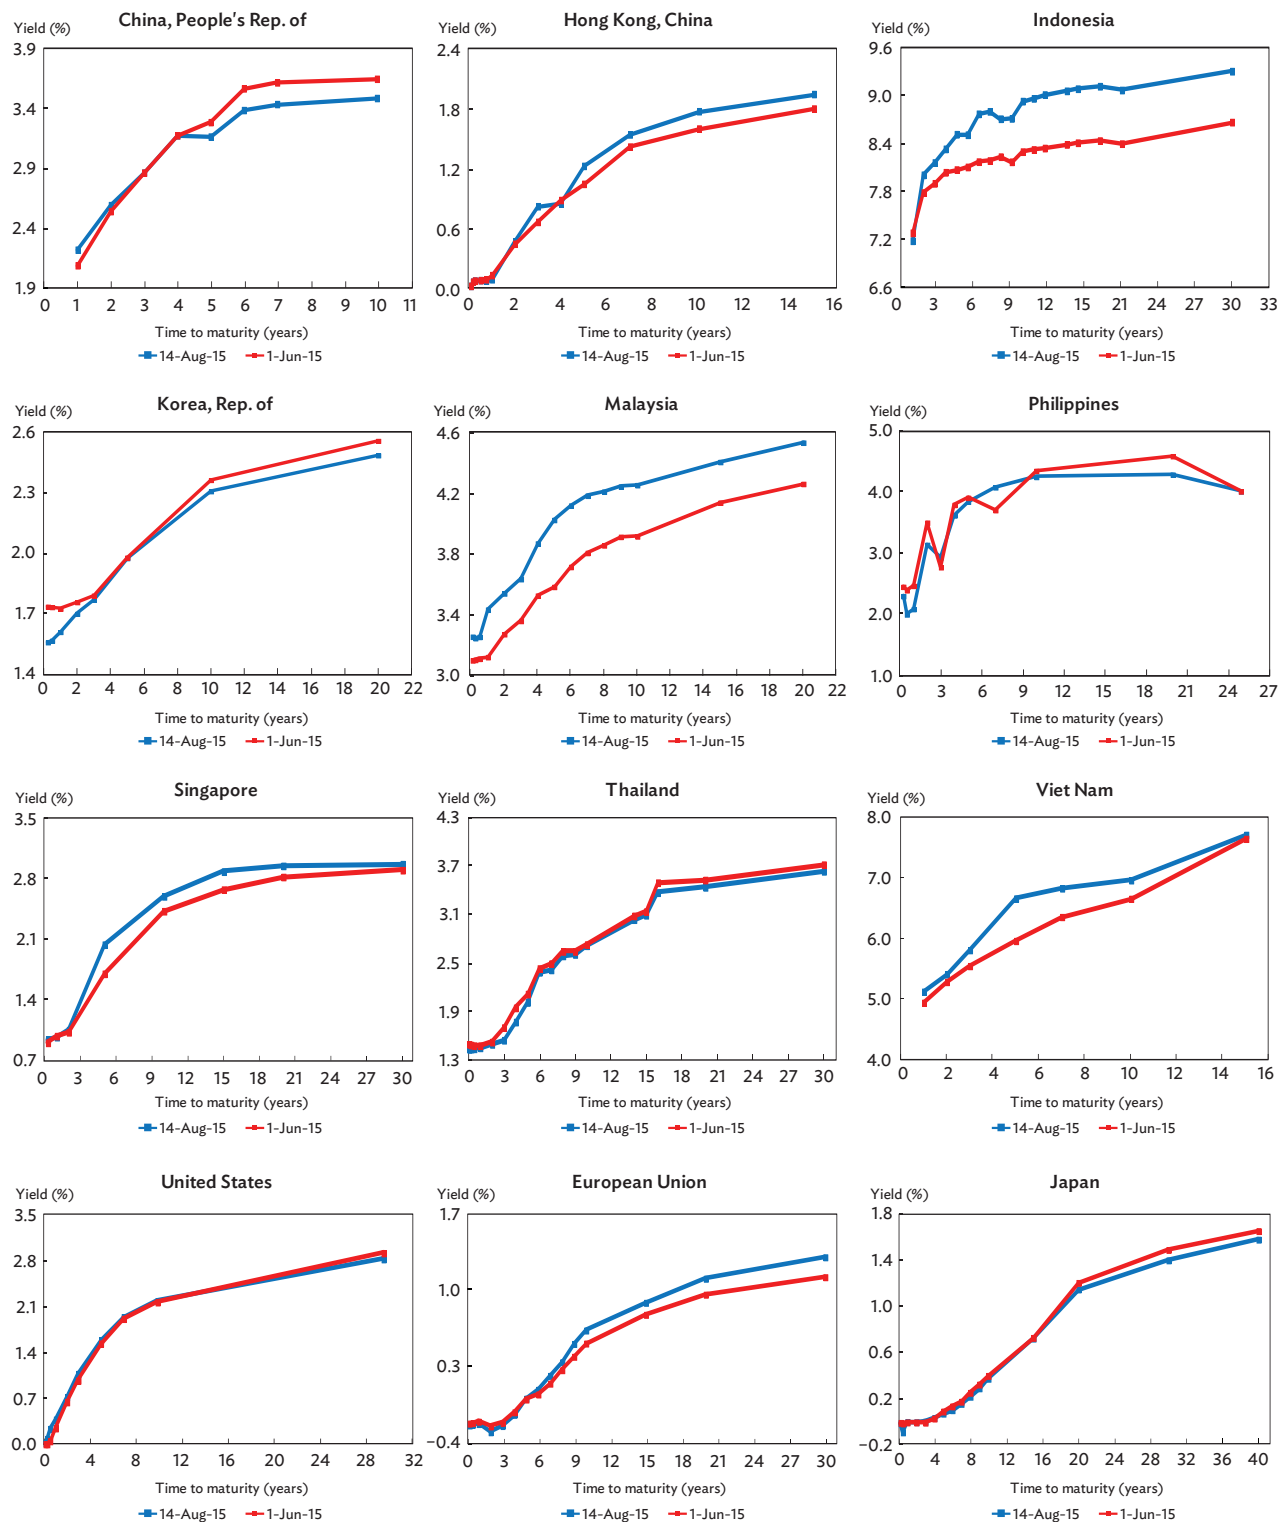 China, People's Rep. of
Yield (%)
3.9
3.4
2.9
2.4
1.9
0 1 2 3 4 5 6 7 8 9 10 11
Time to maturity (years)
14-Aug-15 1-Jun-15
Hong Kong, China
Yield (%)
2.4
1.8
1.2
0.6
0.0
0 2 4 6 8 10 12 14 16
Time to maturity (years)
14-Aug-15 1-Jun-15
Indonesia
Yield (%)
9.6
9.0
8.4
7.8
7.2
6.6
0 3 6 9 12 15 18 21 24 27 30 33
Time to maturity (years)
14-Aug-15 1-Jun-15
Korea, Rep. of
Yield (%)
2.6
2.3
2.0
1.7
1.4
0 2 4 6 8 10 12 14 16 18 20 22
Time to maturity (years)
14-Aug-15 1-Jun-15
Malaysia
Yield (%)
4.6
4.2
3.8
3.4
3.0
0 2 4 6 8 10 12 14 16 18 20 22
Time to maturity (years)
14-Aug-15 1-Jun-15
Philippines
Yield (%)
5.0
4.0
3.0
2.0
1.0
0 3 6 9 12 15 18 21 24 27
Time to maturity (years)
14-Aug-15 1-Jun-15
Singapore
Yield (%)
3.5
2.8
2.1
1.4
0.7
0 3 6 9 12 15 18 21 24 27 30
Time to maturity (years)
14-Aug-15 1-Jun-15
Thailand
Yield (%)
4.3
3.7
3.1
2.5
1.9
1.3
0 3 6 9 12 15 18 21 24 27 30
Time to maturity (years)
14-Aug-15 1-Jun-15
Viet Nam
Yield (%)
8.0
7.0
6.0
5.0
4.0
0 2 4 6 8 10 12 14 16
Time to maturity (years)
14-Aug-15 1-Jun-15
United States
Yield (%)
3.5
2.8
2.1
1.4
0.7
0.0
0 4 8 12 16 20 24 28 32
Time to maturity (years)
14-Aug-15 1-Jun-15
European Union
Yield (%)
1.7
1.0
0.3
−0.4
0 3 6 9 12 15 18 21 24 27 30
Time to maturity (years)
14-Aug-15 1-Jun-15
Japan
Yield (%)
1.8
1.4
1.0
0.6
0.2
−0.2
0 4 8 12 16 20 24 28 32 36 40
Time to maturity (years)
14-Aug-15 1-Jun-15